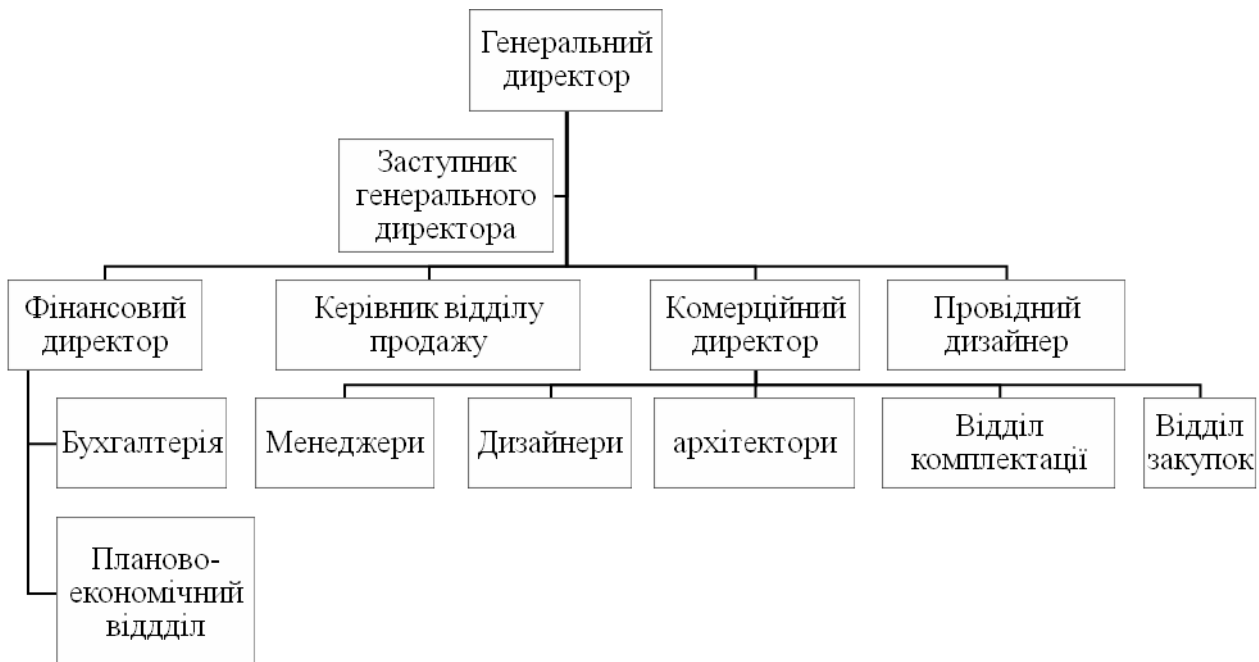 Генеральний
директор
Заступник
генерального
директора
Фінансовий
директор
Керівник відділу
продажу
Комерційний
директор
Провідний
дизайнер
Бухгалтерія
Менеджери
Дизайнери
архітектори
Відділ
комплектації
Відділ
закупок
Планово-
економічний
віддділ